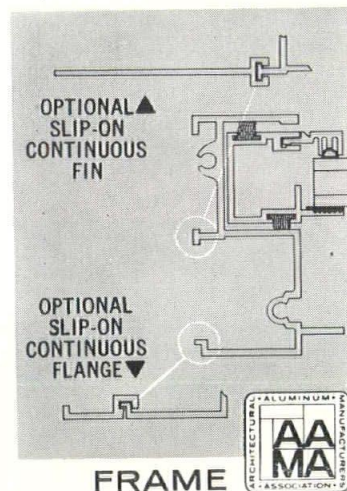 OPTIONAL ▲
SLIP-ON
CONTINUOUS
FIN
OPTIONAL
SLIP-ON
CONTINUOUS
FLANGE ▼
FRAME
ARCHITECTURAL
ALUMINUM
MANUFACTURERS
ASSOCIATION
AA
MA